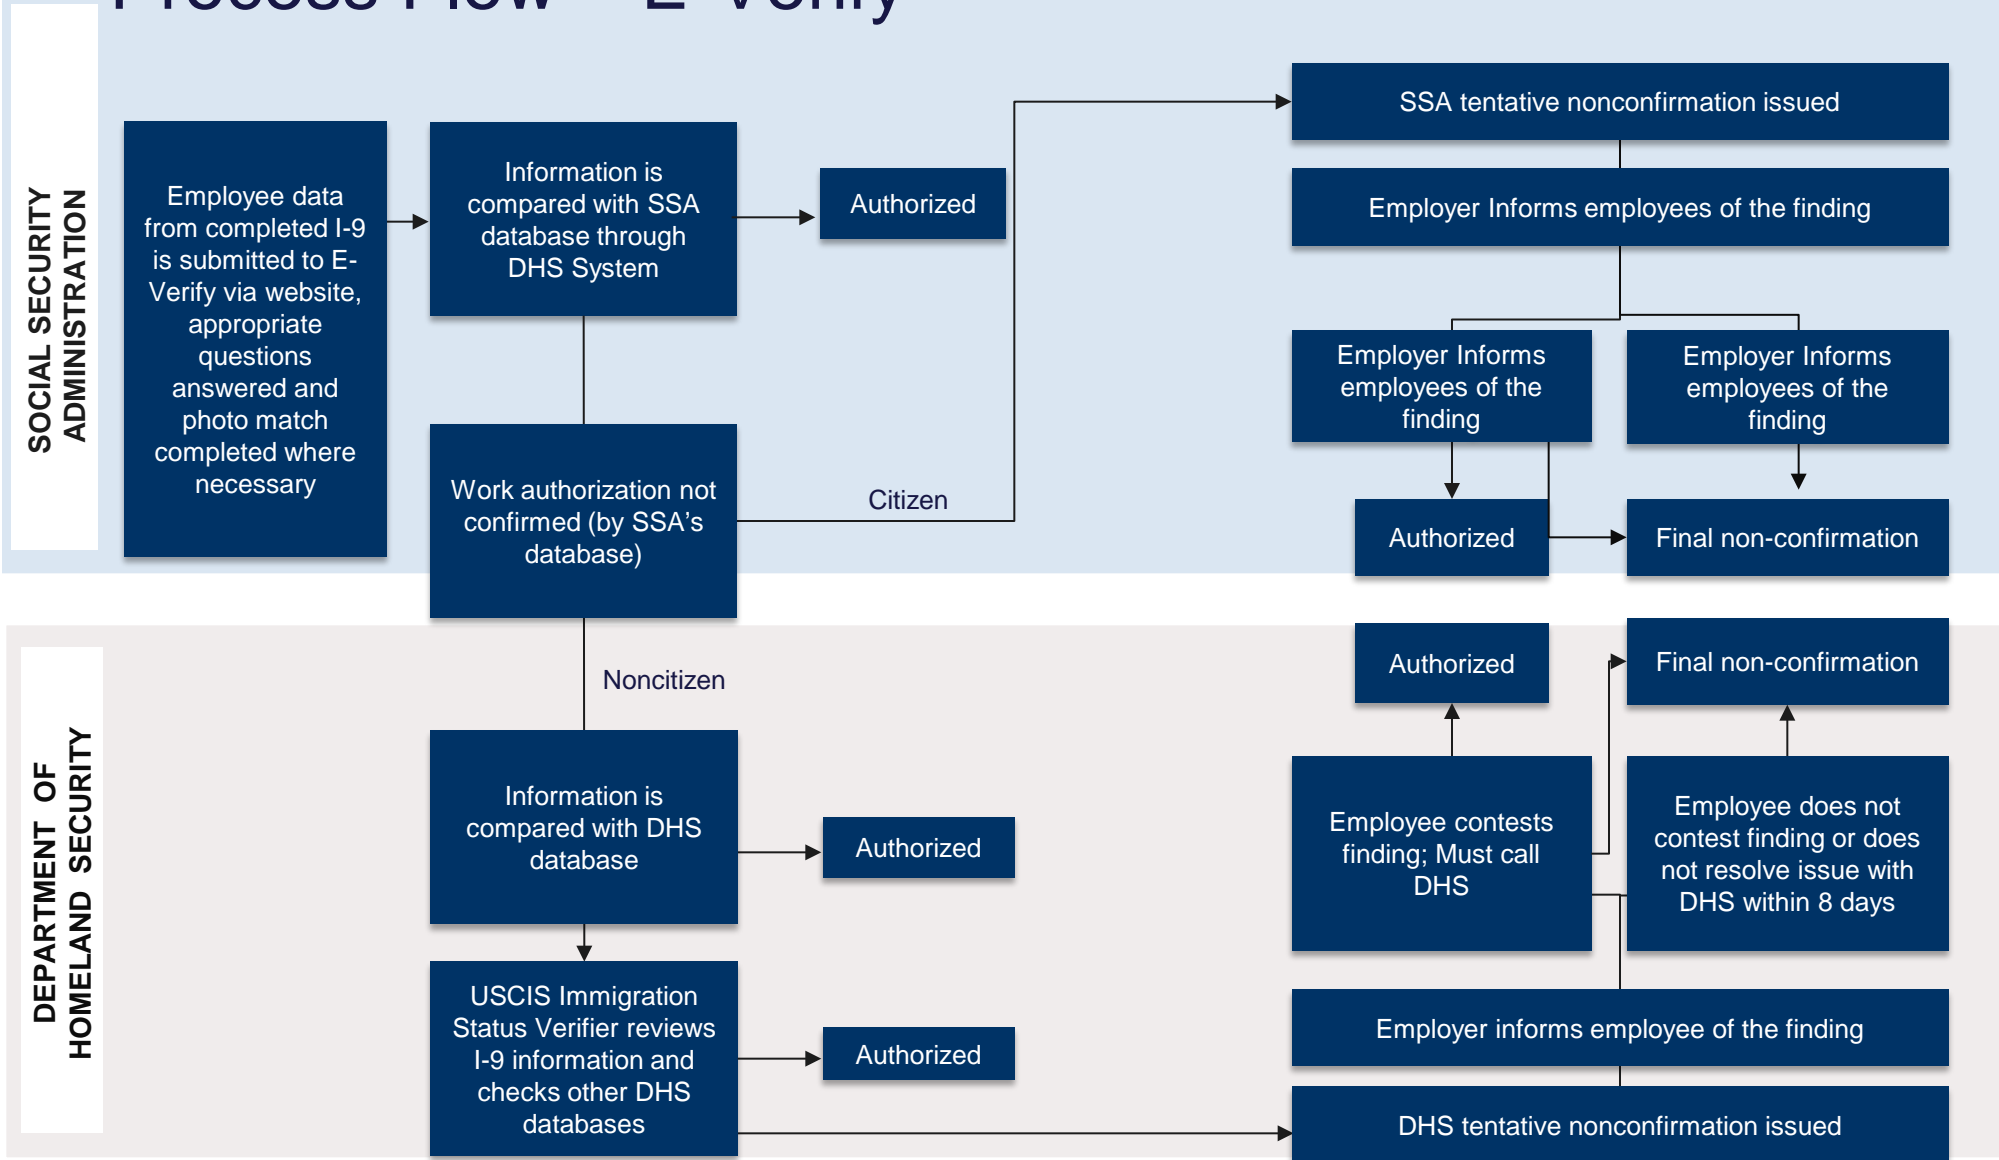 Process Flow – E-Verify
SOCIAL SECURITY
ADMINISTRATION
Employee data
from completed I-9
is submitted to E-
Verify via website,
appropriate
questions
answered and
photo match
completed where
necessary
Information is
compared with SSA
database through
DHS System
Authorized
Work authorization not
confirmed (by SSA’s
database)
Citizen
SSA tentative nonconfirmation issued
Employer Informs employees of the finding
Employer Informs
employees of the
finding
Employer Informs
employees of the
finding
Authorized
Final non-confirmation
DEPARTMENT OF
HOMELAND SECURITY
Noncitizen
Information is
compared with DHS
database
Authorized
USCIS Immigration
Status Verifier reviews
I-9 information and
checks other DHS
databases
Authorized
Authorized
Final non-confirmation
Employee contests
finding; Must call
DHS
Employee does not
contest finding or does
not resolve issue with
DHS within 8 days
Employer informs employee of the finding
DHS tentative nonconfirmation issued